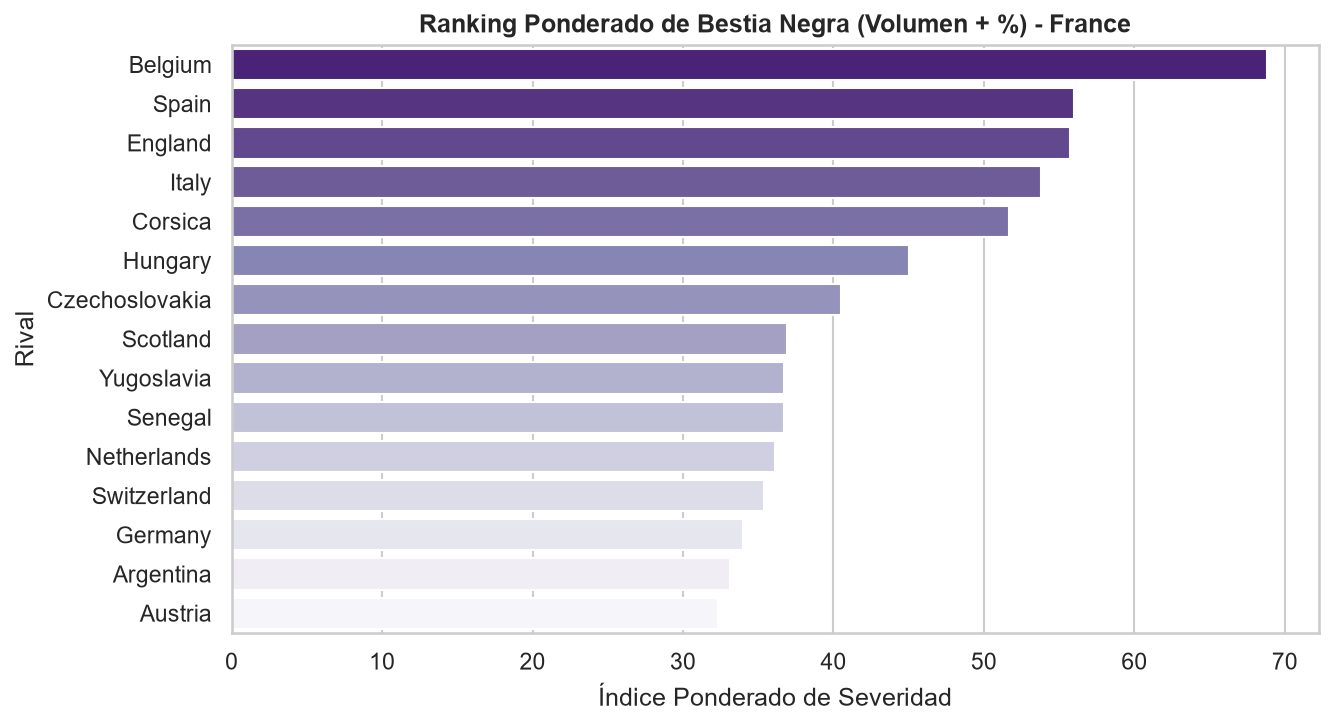 Ranking Ponderado de Bestia Negra (Volumen + %) - France
Rival
Belgium
Spain
England
Italy
Corsica
Hungary
Czechoslovakia
Scotland
Yugoslavia
Senegal
Netherlands
Switzerland
Germany
Argentina
Austria
0 10 20 30 40 50 60 70
Índice Ponderado de Severidad